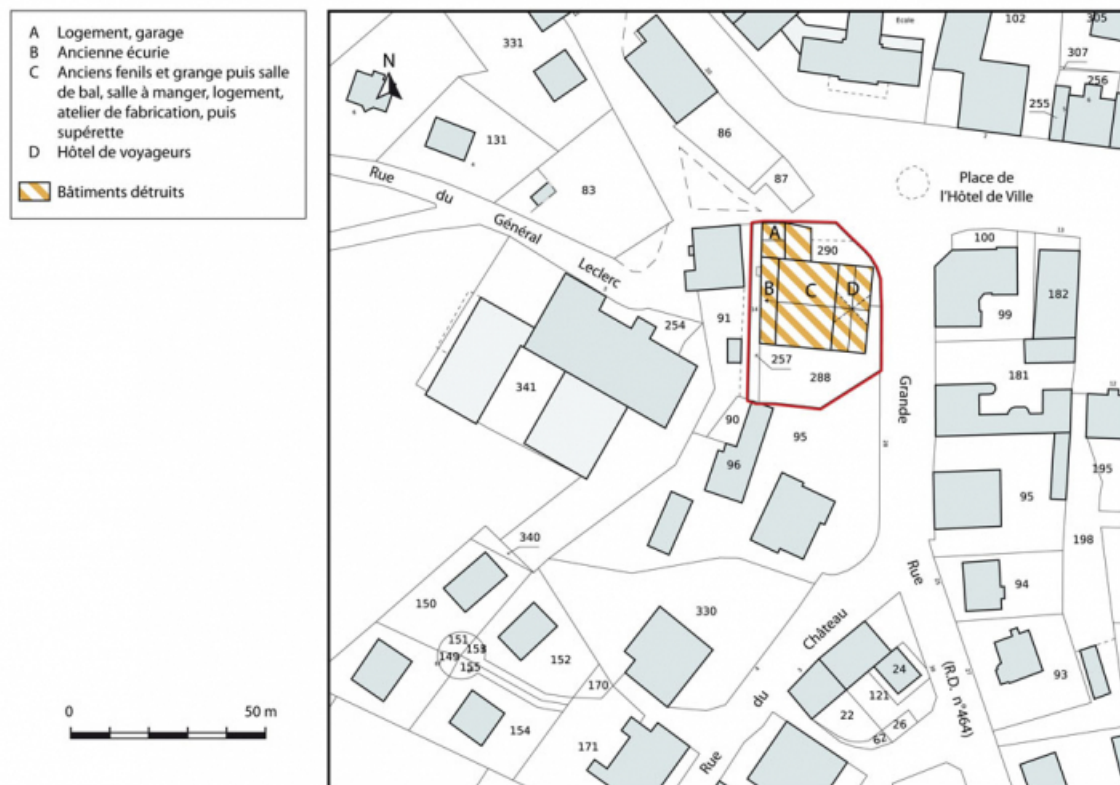 A Logement, garage
B Ancienne écurie
C Anciens fenils et grange puis salle
de bal, salle à manger, logement,
atelier de fabrication, puis
supérette
D Hôtel de voyageurs
Bâtiments détruits
N
0 50 m
331
Ecole
102
305
307
256
255
131
86
87
83
Rue du Général Leclerc
Place de
l'Hôtel de Ville
A
290
B
C
D
100
182
99
91
254
257
288
181
341
90
95
96
Grande Rue
(R.D. n°464)
195
95
198
340
94
150
151
153
149
155
152
330
170
154
171
Rue du Château
24
121
22
26
62
93